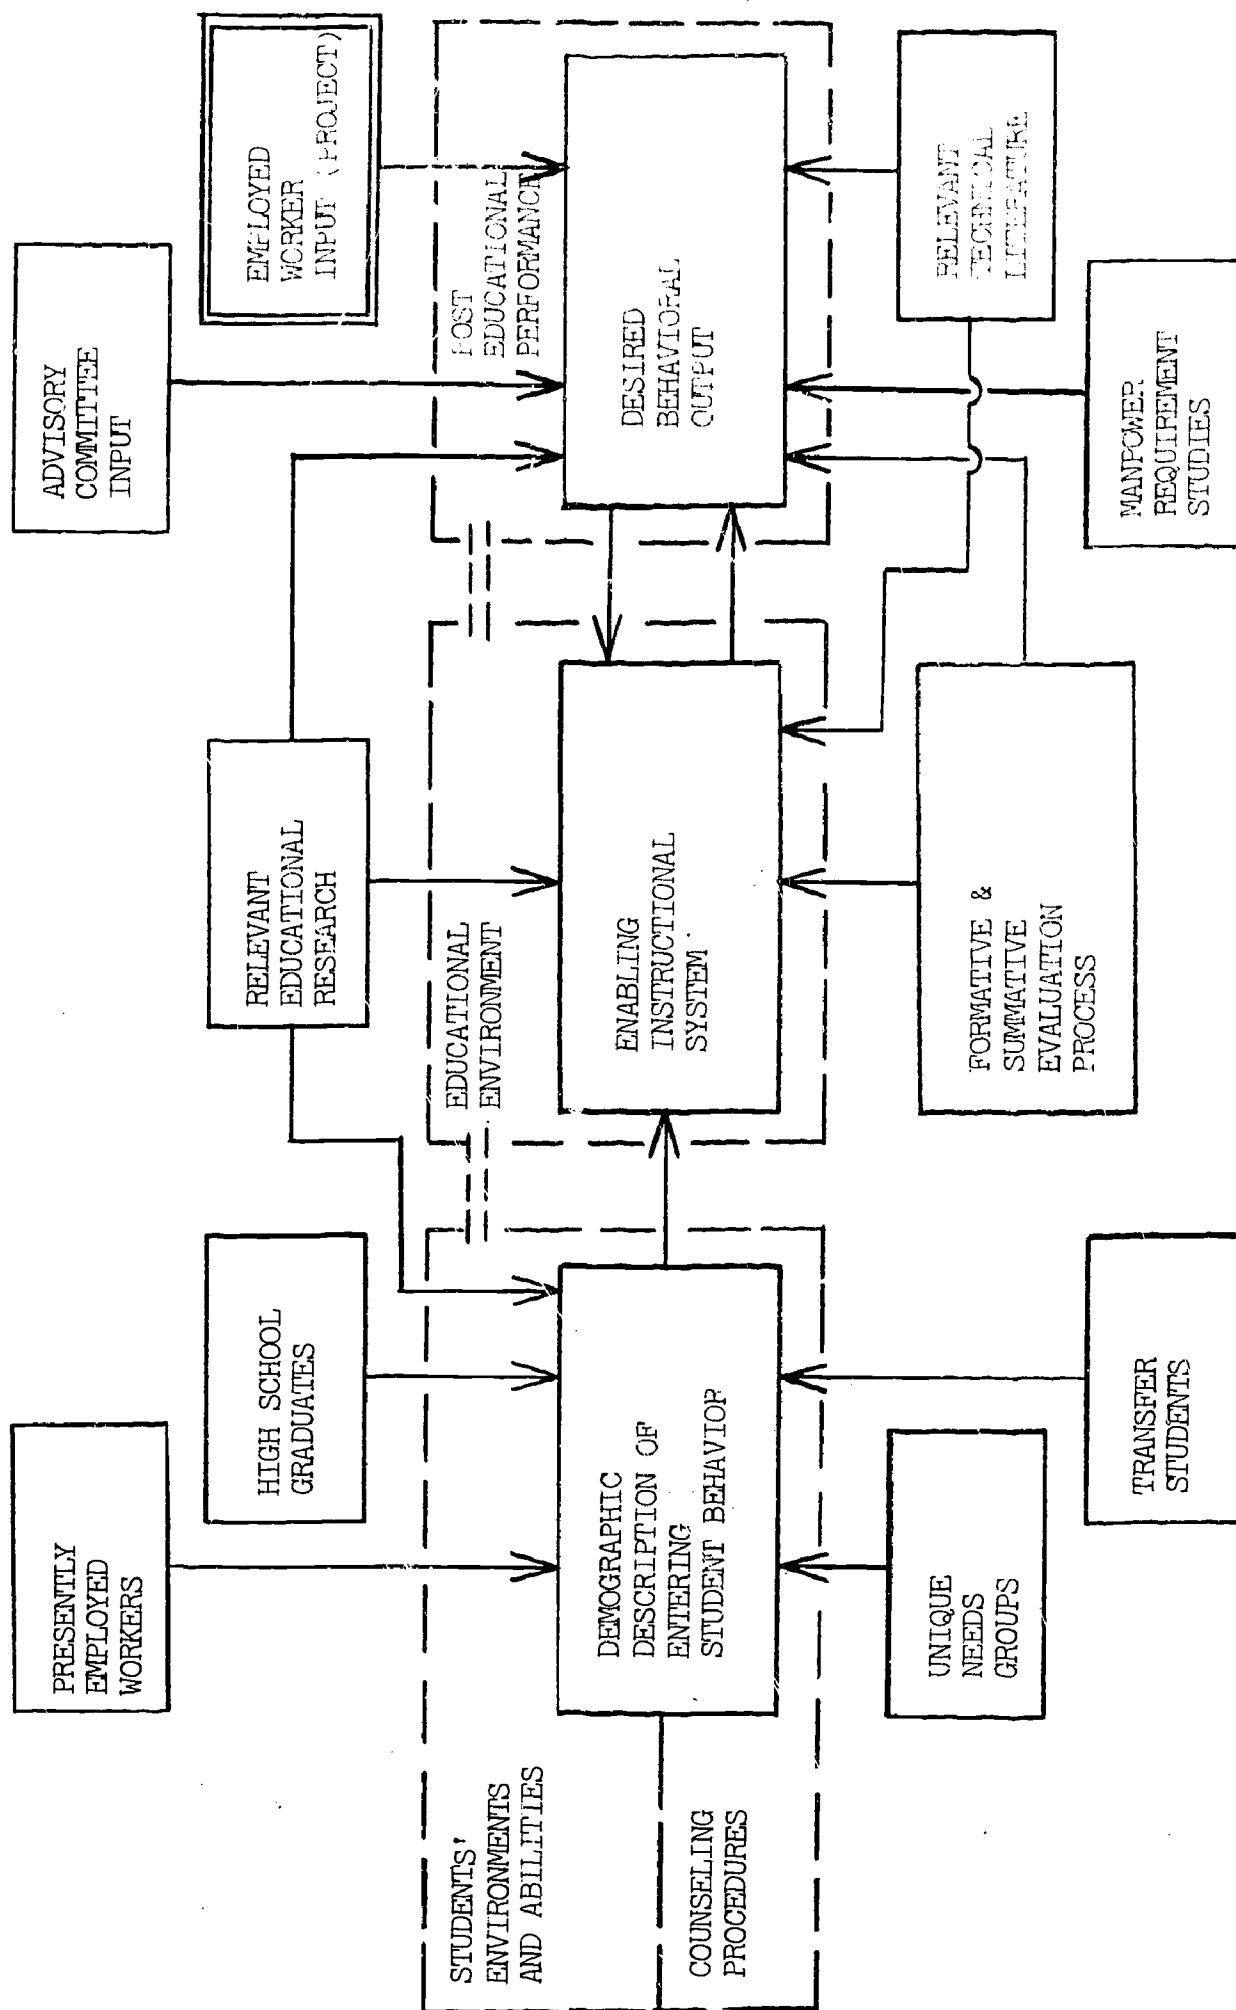 PRESENTLY
EMPLOYED
WORKERS
HIGH SCHOOL
GRADUATES
STUDENTS'
ENVIRONMENTS
AND ABILITIES
DEMOGRAPHIC
DESCRIPTION OF
ENTERING
STUDENT BEHAVIOR
COUNSELING
PROCEDURES
UNIQUE
NEEDS
GROUPS
TRANSFER
STUDENTS
RELEVANT
EDUCATIONAL
RESEARCH
EDUCATIONAL
ENVIRONMENT
ENABLING
INSTRUCTIONAL
SYSTEM
FORMATIVE &
SUMMATIVE
EVALUATION
PROCESS
ADVISORY
COMMITTEE
INPUT
EMPLOYED
WORKER
INPUT (PROJECT)
POST
EDUCATIONAL
PERFORMANCE
DESIRED
BEHAVIORAL
OUTPUT
RELEVANT
TECHNICAL
LITERATURE
MANPOWER
REQUIREMENT
STUDIES